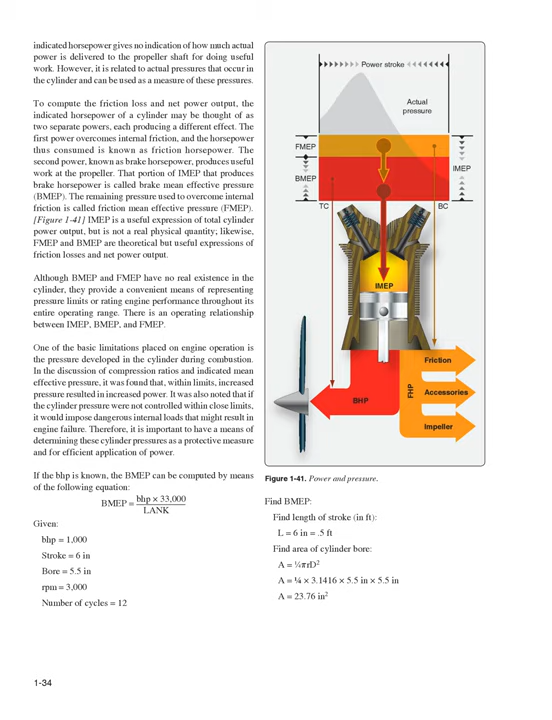 indicated horsepower gives no indication of how much actual
power is delivered to the propeller shaft for doing useful
work. However, it is related to actual pressures that occur in
the cylinder and can be used as a measure of these pressures.
To compute the friction loss and net power output, the
indicated horsepower of a cylinder may be thought of as
two separate powers, each producing a different effect. The
first power overcomes internal friction, and the horsepower
thus consumed is known as friction horsepower. The
second power, known as brake horsepower, produces useful
work at the propeller. That portion of IMEP that produces
brake horsepower is called brake mean effective pressure
(BMEP). The remaining pressure used to overcome internal
friction is called friction mean effective pressure (FMEP).
[Figure 1-41] IMEP is a useful expression of total cylinder
power output, but is not a real physical quantity; likewise,
FMEP and BMEP are theoretical but useful expressions of
friction losses and net power output.
Although BMEP and FMEP have no real existence in the
cylinder, they provide a convenient means of representing
pressure limits or rating engine performance throughout its
entire operating range. There is an operating relationship
between IMEP, BMEP, and FMEP.
One of the basic limitations placed on engine operation is
the pressure developed in the cylinder during combustion.
In the discussion of compression ratios and indicated mean
effective pressure, it was found that, within limits, increased
pressure resulted in increased power. It was also noted that if
the cylinder pressure were not controlled within close limits,
it would impose dangerous internal loads that might result in
engine failure. Therefore, it is important to have a means of
determining these cylinder pressures as a protective measure
and for efficient application of power.
If the bhp is known, the BMEP can be computed by means
of the following equation:
BMEP = bhp × 33,000
LANK
Given:
bhp = 1,000
Stroke = 6 in
Bore = 5.5 in
rpm = 3,000
Number of cycles = 12
Power stroke
Actual
pressure
FMEP
IMEP
BMEP
TC
BC
IMEP
Friction
FHP
Accessories
BHP
Impeller
Figure 1-41. Power and pressure.
Find BMEP:
Find length of stroke (in ft):
L = 6 in = .5 ft
Find area of cylinder bore:
A = ¼πrD²
A = ¼ × 3.1416 × 5.5 in × 5.5 in
A = 23.76 in²
1-34